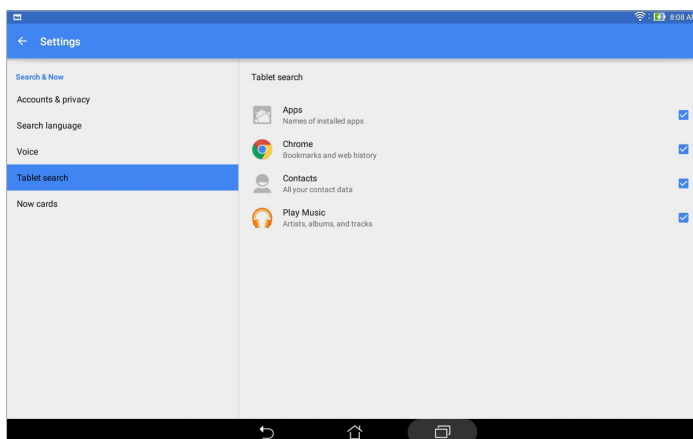 8:08 AM
Settings
Search & Now
Accounts & privacy
Search language
Voice
Tablet search
Now cards
Tablet search
Apps
Names of installed apps
Chrome
Bookmarks and web history
Contacts
All your contact data
Play Music
Artists, albums, and tracks